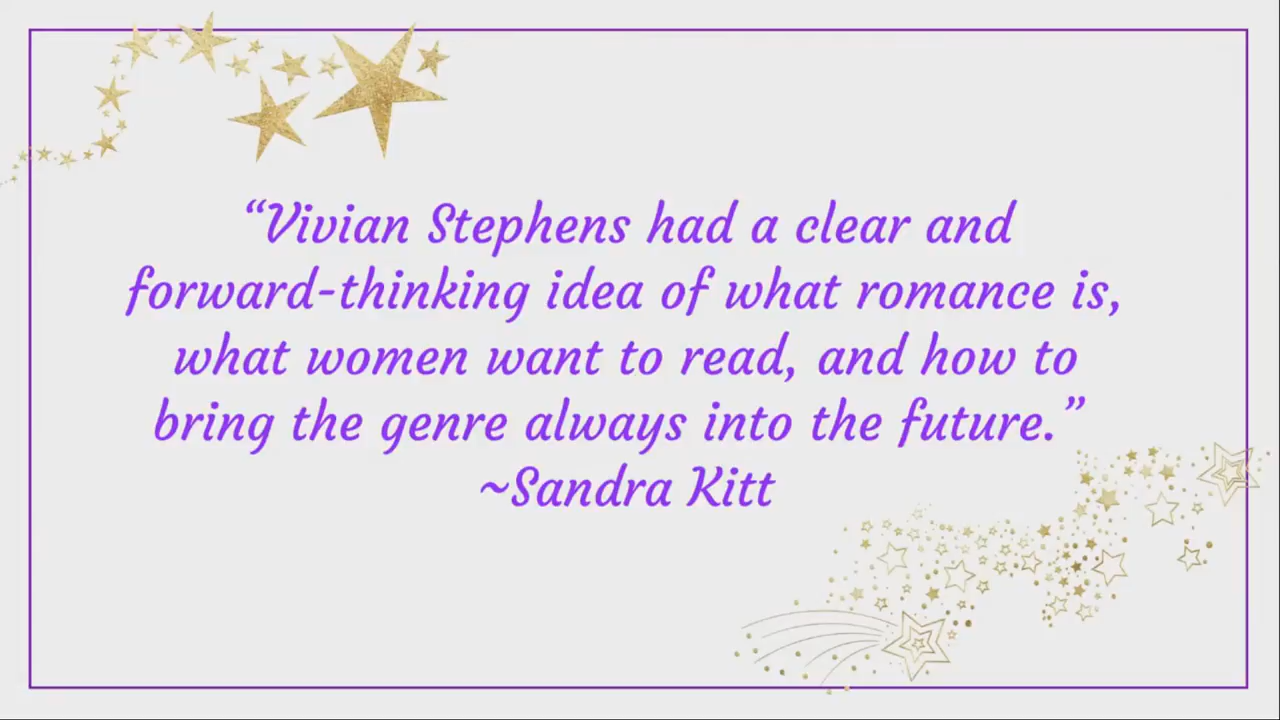 “Vivian Stephens had a clear and
forward-thinking idea of what romance is,
what women want to read, and how to
bring the genre always into the future.”
~Sandra Kitt